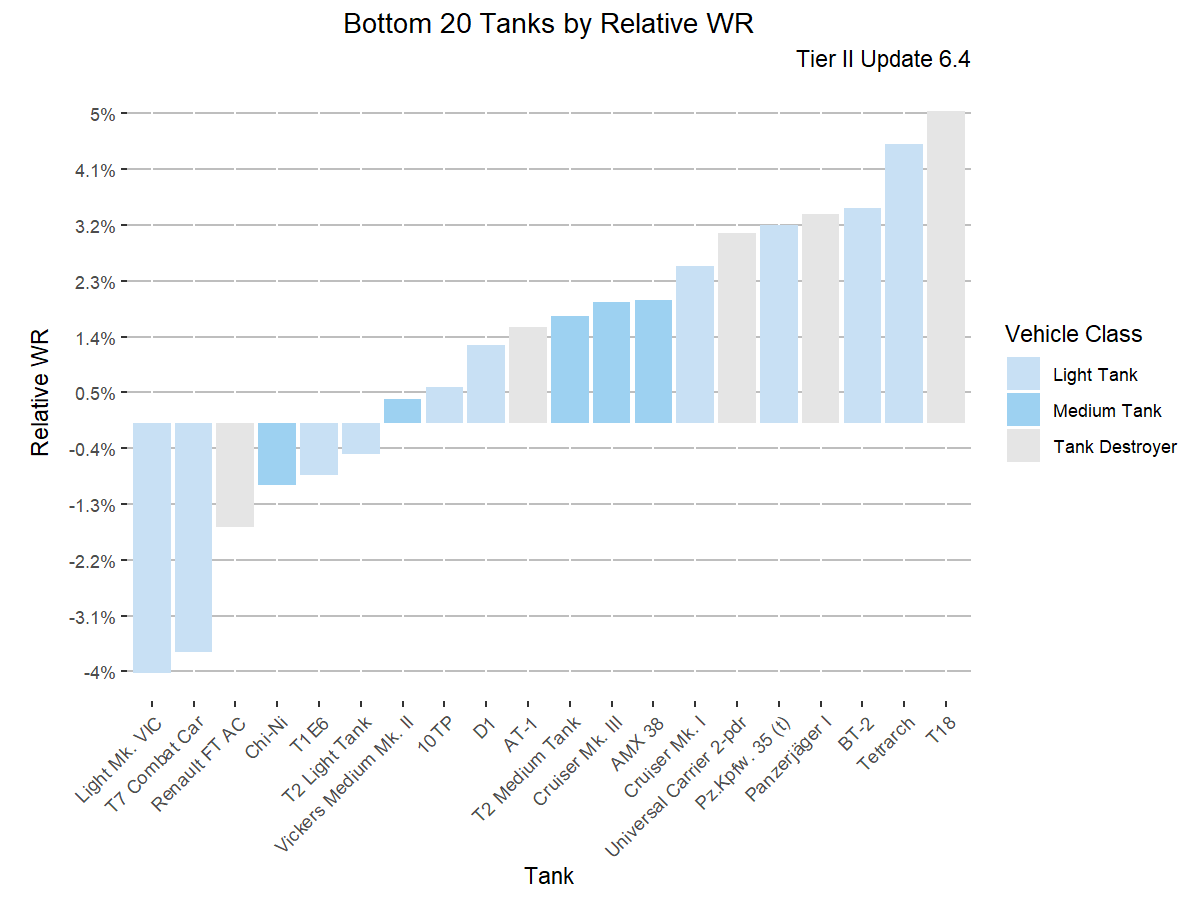 Bottom 20 Tanks by Relative WR
Tier II Update 6.4
5%
4.1%
3.2%
2.3%
1.4%
0.5%
-0.4%
-1.3%
-2.2%
-3.1%
-4%
Relative WR
Light Mk. VIC
T7 Combat Car
Renault FT AC
Chi-Ni
T1E6
T2 Light Tank
Vickers Medium Mk. II
10TP
D1
AT-1
T2 Medium Tank
Cruiser Mk. III
AMX 38
Cruiser Mk. I
Universal Carrier 2-pdr
Pz.Kpfw. 35 (t)
Panzerjäger I
BT-2
Tetrarch
T18
Tank
Vehicle Class
Light Tank
Medium Tank
Tank Destroyer